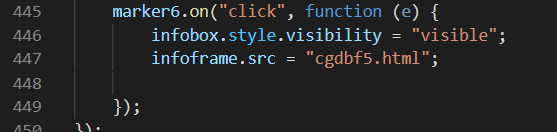 445 marker6.on("click", function (e) {
446 infobox.style.visibility = "visible";
447 infoframe.src = "cgdbf5.html";
448
449 });
450 });